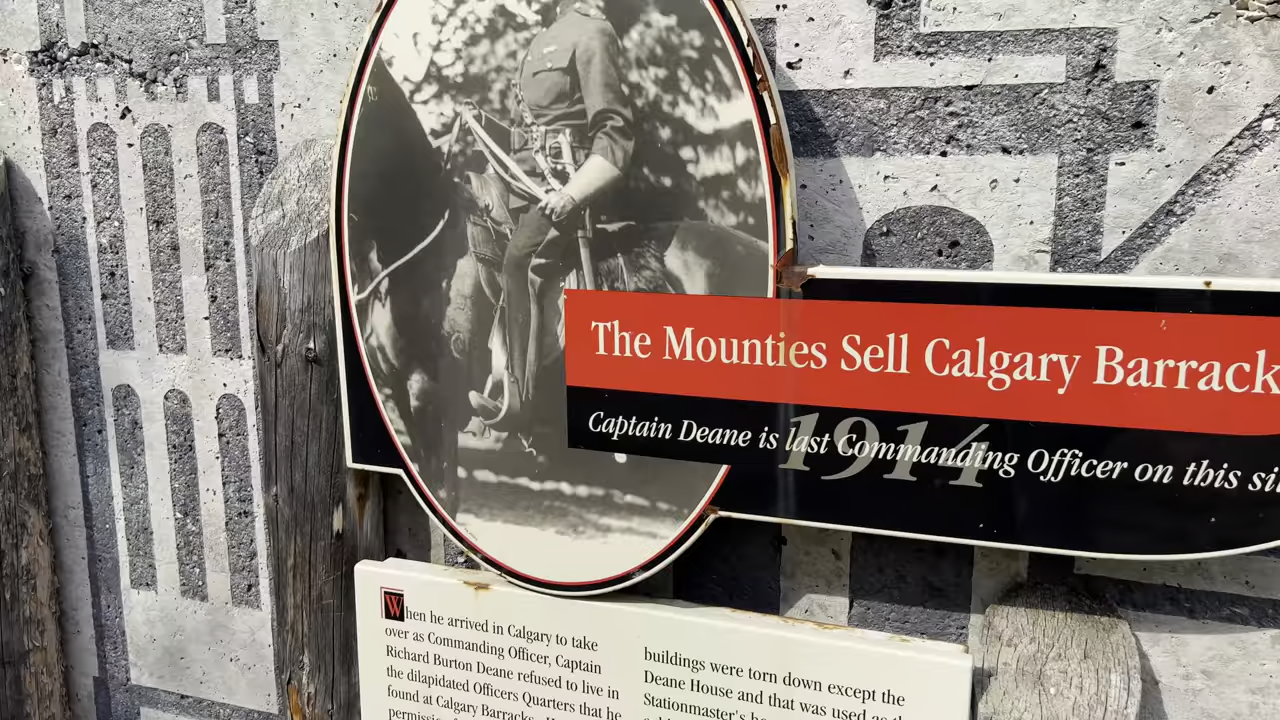 The Mounties Sell Calgary Barrack
Captain Deane is last Commanding Officer on this
1914
When he arrived in Calgary to take
over as Commanding Officer, Captain
Richard Burton Deane refused to live in
the dilapidated Officers Quarters that he
found at Calgary Barracks.
buildings were torn down except the
Deane House and that was used as
Stationmaster's